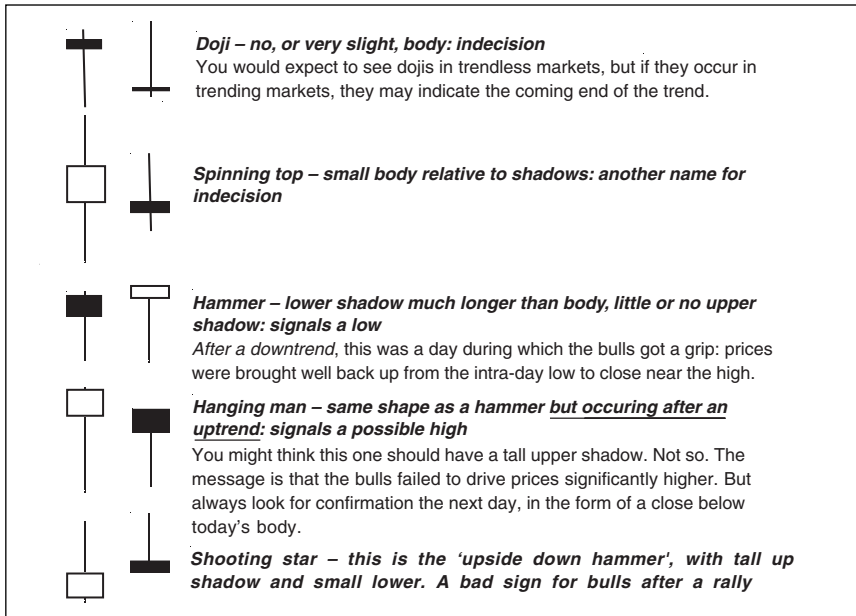 Doji – no, or very slight, body: indecision
You would expect to see dojis in trendless markets, but if they occur in
trending markets, they may indicate the coming end of the trend.
Spinning top – small body relative to shadows: another name for
indecision
Hammer – lower shadow much longer than body, little or no upper
shadow: signals a low
After a downtrend, this was a day during which the bulls got a grip: prices
were brought well back up from the intra-day low to close near the high.
Hanging man – same shape as a hammer but occuring after an
uptrend: signals a possible high
You might think this one should have a tall upper shadow. Not so. The
message is that the bulls failed to drive prices significantly higher. But
always look for confirmation the next day, in the form of a close below
today's body.
Shooting star – this is the 'upside down hammer', with tall up
shadow and small lower. A bad sign for bulls after a rally